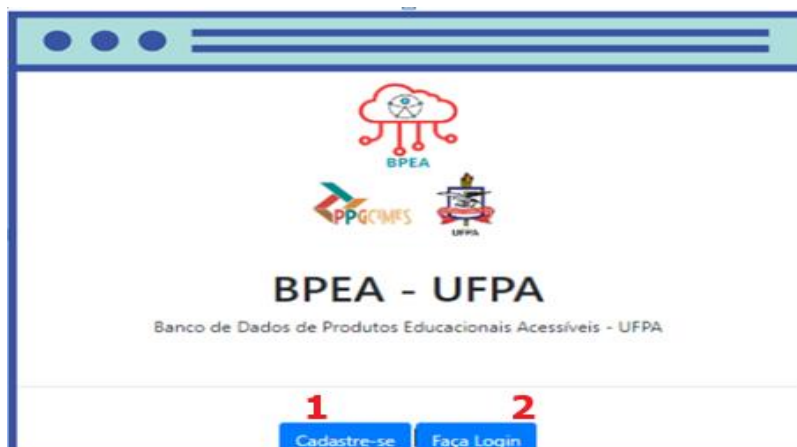 BPEA
PPGCIMES UFPA
BPEA - UFPA
Banco de Dados de Produtos Educacionais Acessíveis - UFPA
1 2
Cadastre-se Faça Login